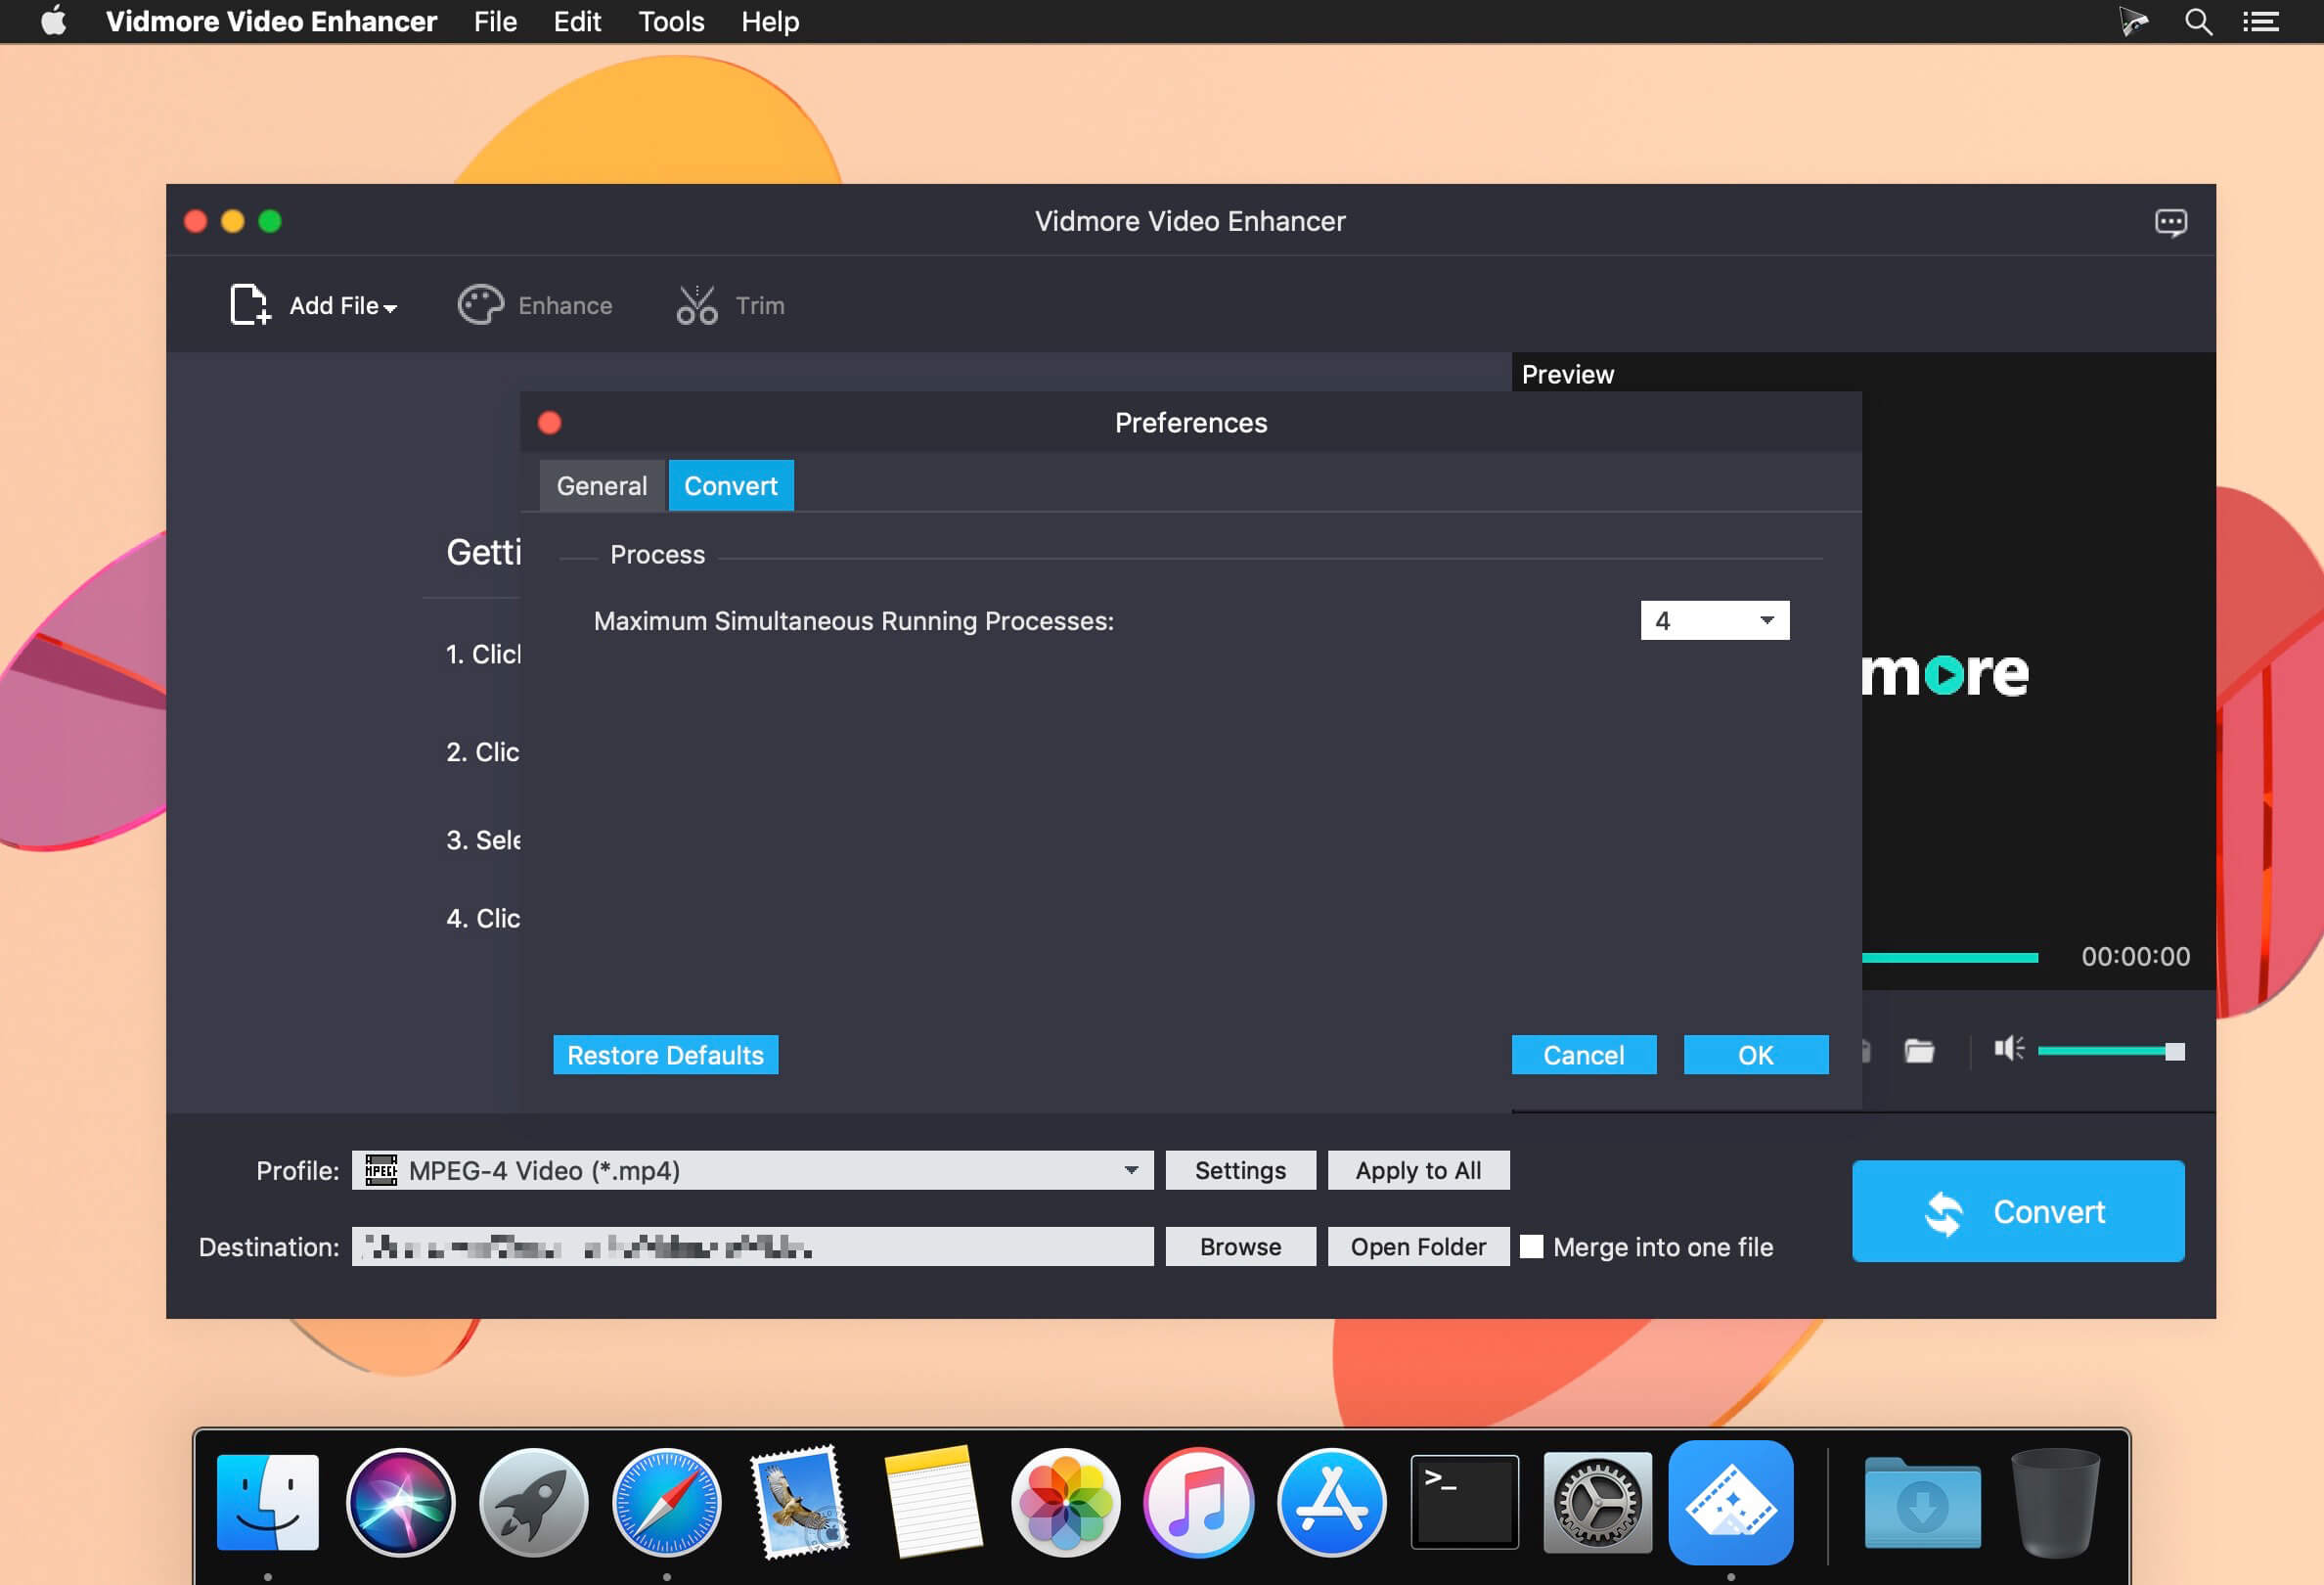 Vidmore Video Enhancer File Edit Tools Help
Vidmore Video Enhancer
Add File Enhance Trim
Preview
Preferences
General Convert
Getti
Process
Maximum Simultaneous Running Processes: 4
1. Clic
more
2. Clic
3. Sele
4. Clic
00:00:00
Restore Defaults Cancel OK
Profile: MPEG MPEG-4 Video (*.mp4) Settings Apply to All
Convert
Destination: Browse Open Folder Merge into one file
>_